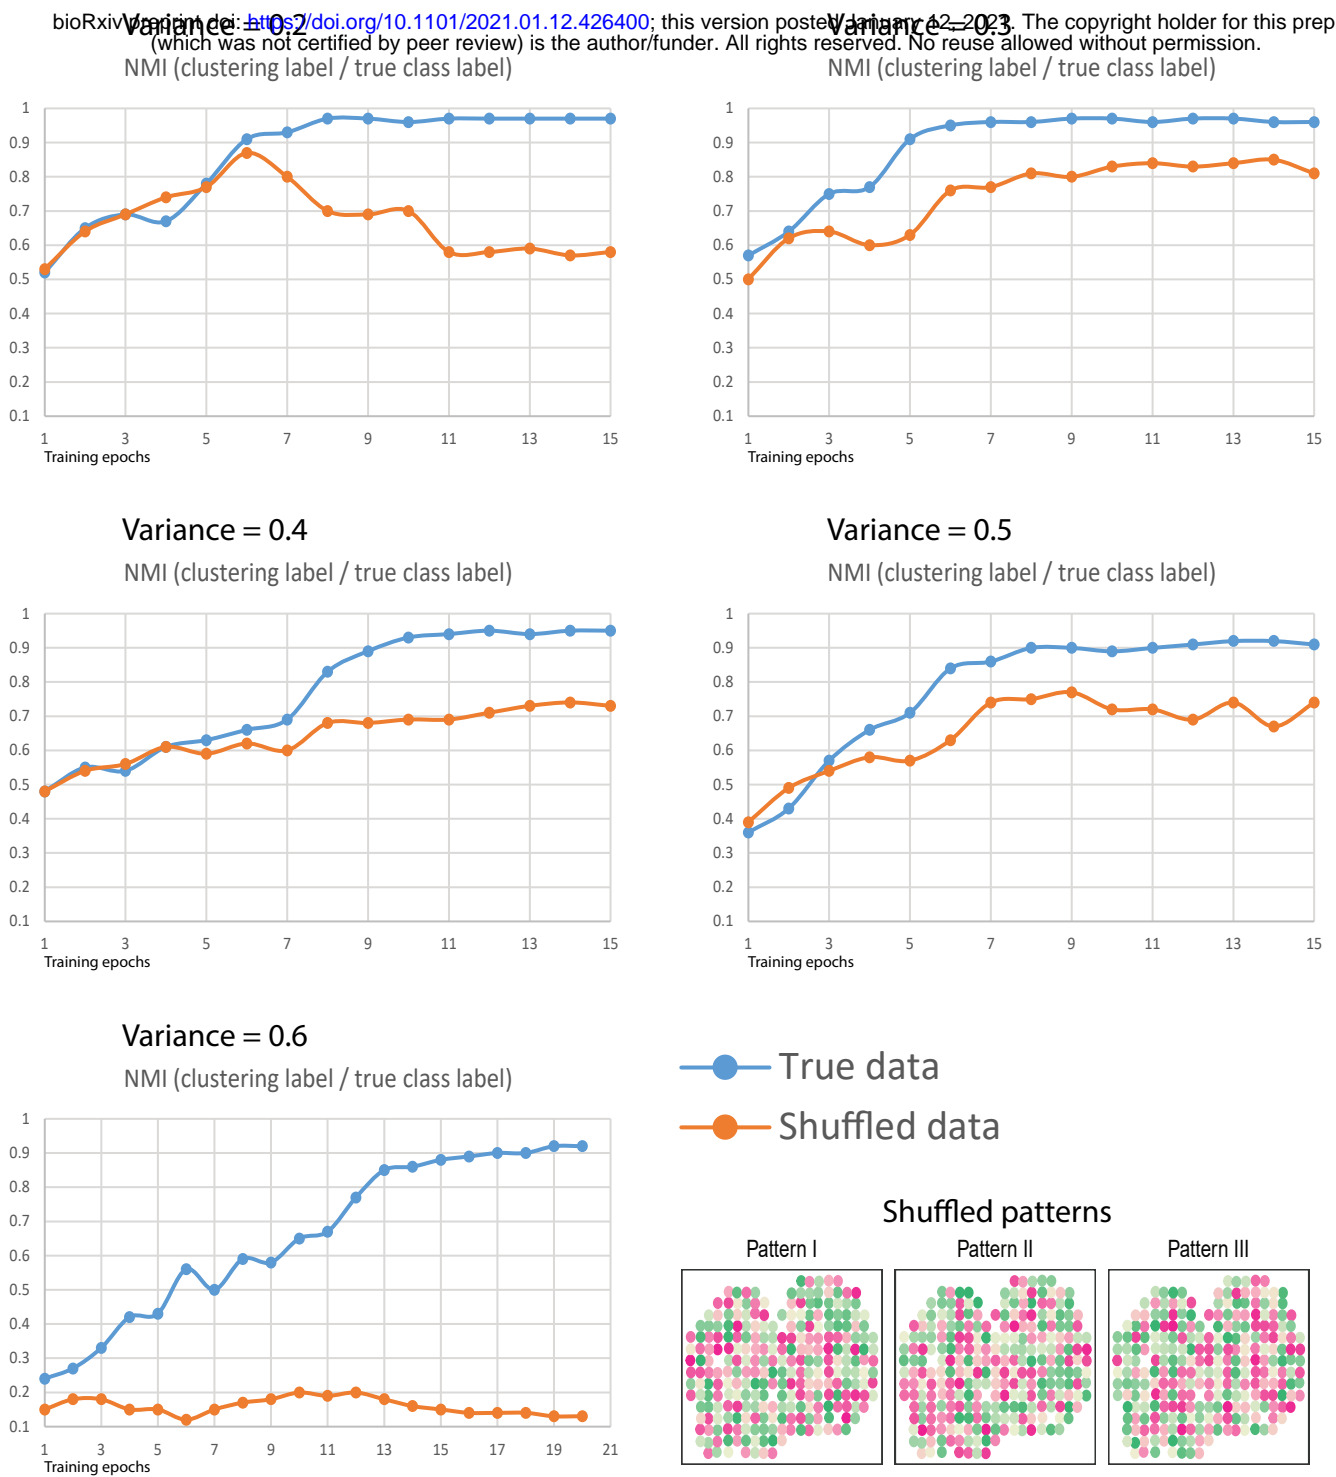 bioRxiv preprint doi: https://doi.org/10.1101/2021.01.12.426400; this version posted January 12, 2021. The copyright holder for this prep
(which was not certified by peer review) is the author/funder. All rights reserved. No reuse allowed without permission.
Variance = 0.2
NMI (clustering label / true class label)
1
0.9
0.8
0.7
0.6
0.5
0.4
0.3
0.2
0.1
1 3 5 7 9 11 13 15
Training epochs
Variance = 0.3
NMI (clustering label / true class label)
1
0.9
0.8
0.7
0.6
0.5
0.4
0.3
0.2
0.1
1 3 5 7 9 11 13 15
Training epochs
Variance = 0.4
NMI (clustering label / true class label)
1
0.9
0.8
0.7
0.6
0.5
0.4
0.3
0.2
0.1
1 3 5 7 9 11 13 15
Training epochs
Variance = 0.5
NMI (clustering label / true class label)
1
0.9
0.8
0.7
0.6
0.5
0.4
0.3
0.2
0.1
1 3 5 7 9 11 13 15
Training epochs
Variance = 0.6
NMI (clustering label / true class label)
1
0.9
0.8
0.7
0.6
0.5
0.4
0.3
0.2
0.1
1 3 5 7 9 11 13 15 17 19 21
Training epochs
True data
Shuffled data
Shuffled patterns
Pattern I Pattern II Pattern III